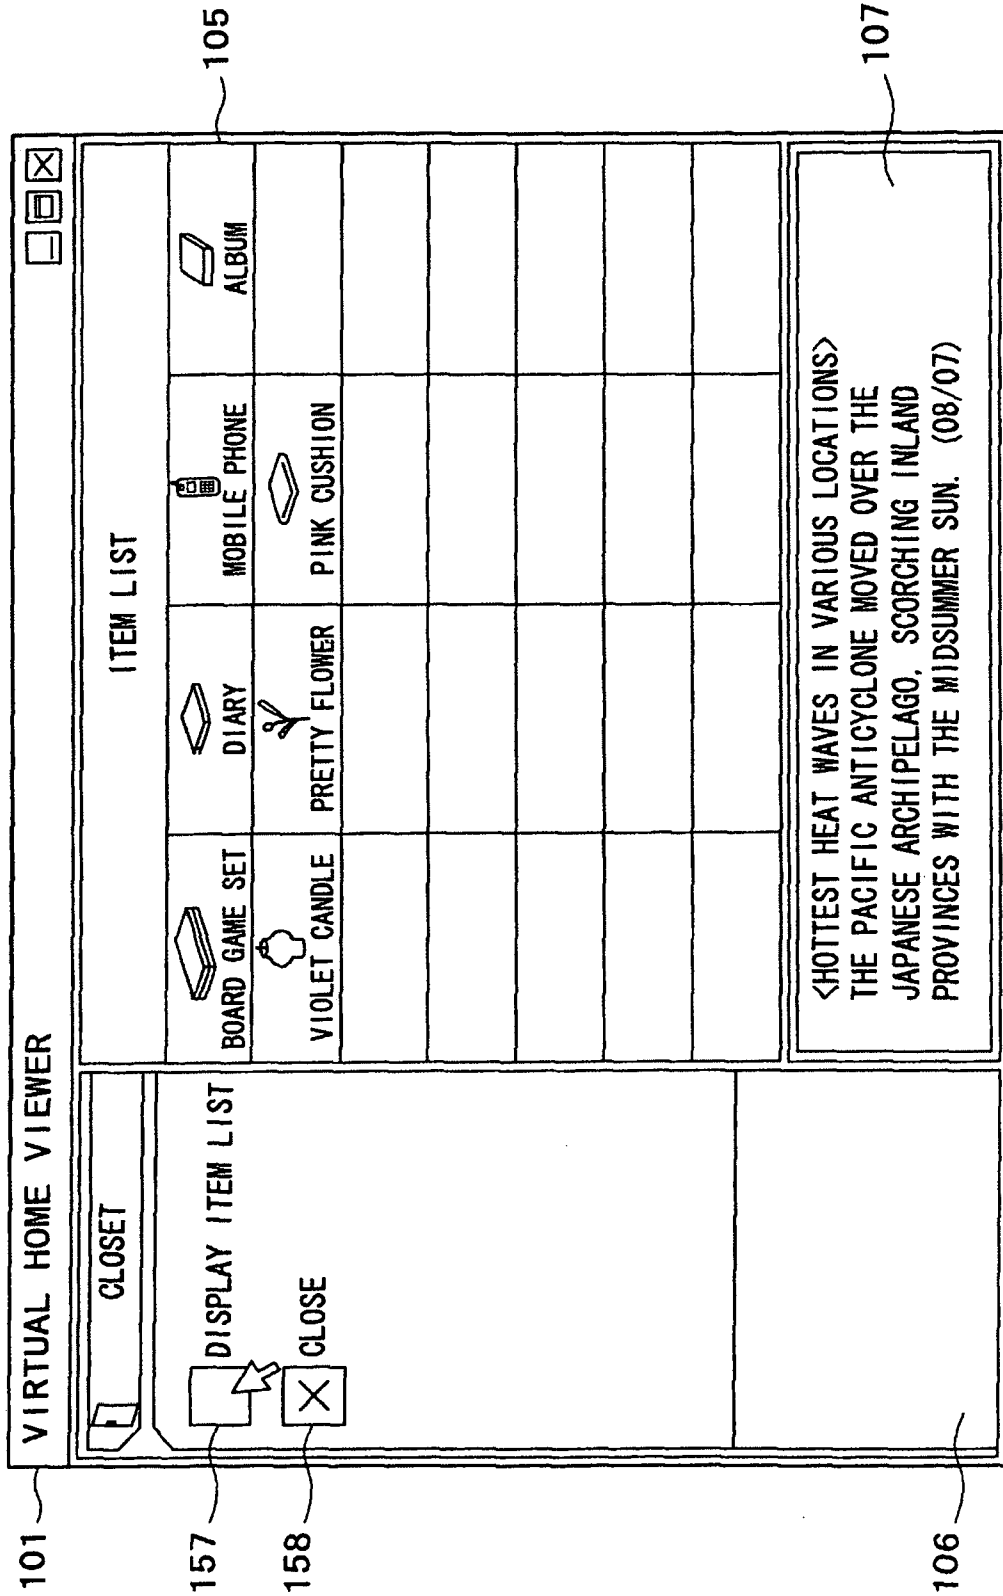 101
VIRTUAL HOME VIEWER
CLOSET
157
DISPLAY ITEM LIST
158
CLOSE
106
ITEM LIST
105
BOARD GAME SET
DIARY
MOBILE PHONE
ALBUM
VIOLET CANDLE
PRETTY FLOWER
PINK CUSHION
107
<HOTTEST HEAT WAVES IN VARIOUS LOCATIONS>
THE PACIFIC ANTICYCLONE MOVED OVER THE
JAPANESE ARCHIPELAGO, SCORCHING INLAND
PROVINCES WITH THE MIDSUMMER SUN. (08/07)